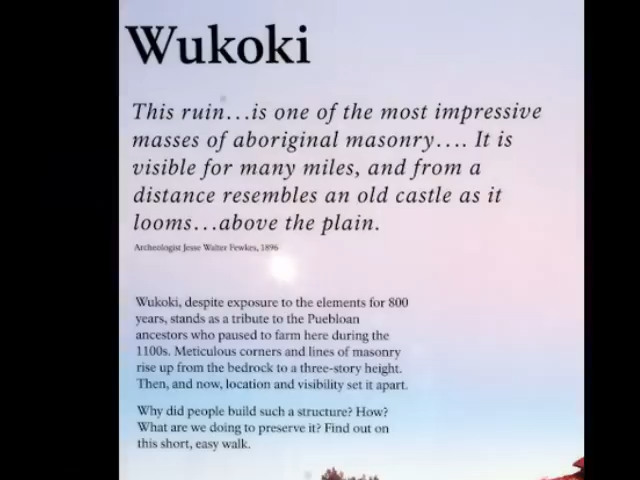 Wukoki
This ruin…is one of the most impressive
masses of aboriginal masonry…. It is
visible for many miles, and from a
distance resembles an old castle as it
looms…above the plain.
Archeologist Jesse Walter Fewkes, 1896
Wukoki, despite exposure to the elements for 800
years, stands as a tribute to the Puebloan
ancestors who paused to farm here during the
1100s. Meticulous corners and lines of masonry
rise up from the bedrock to a three-story height.
Then, and now, location and visibility set it apart.
Why did people build such a structure? How?
What are we doing to preserve it? Find out on
this short, easy walk.